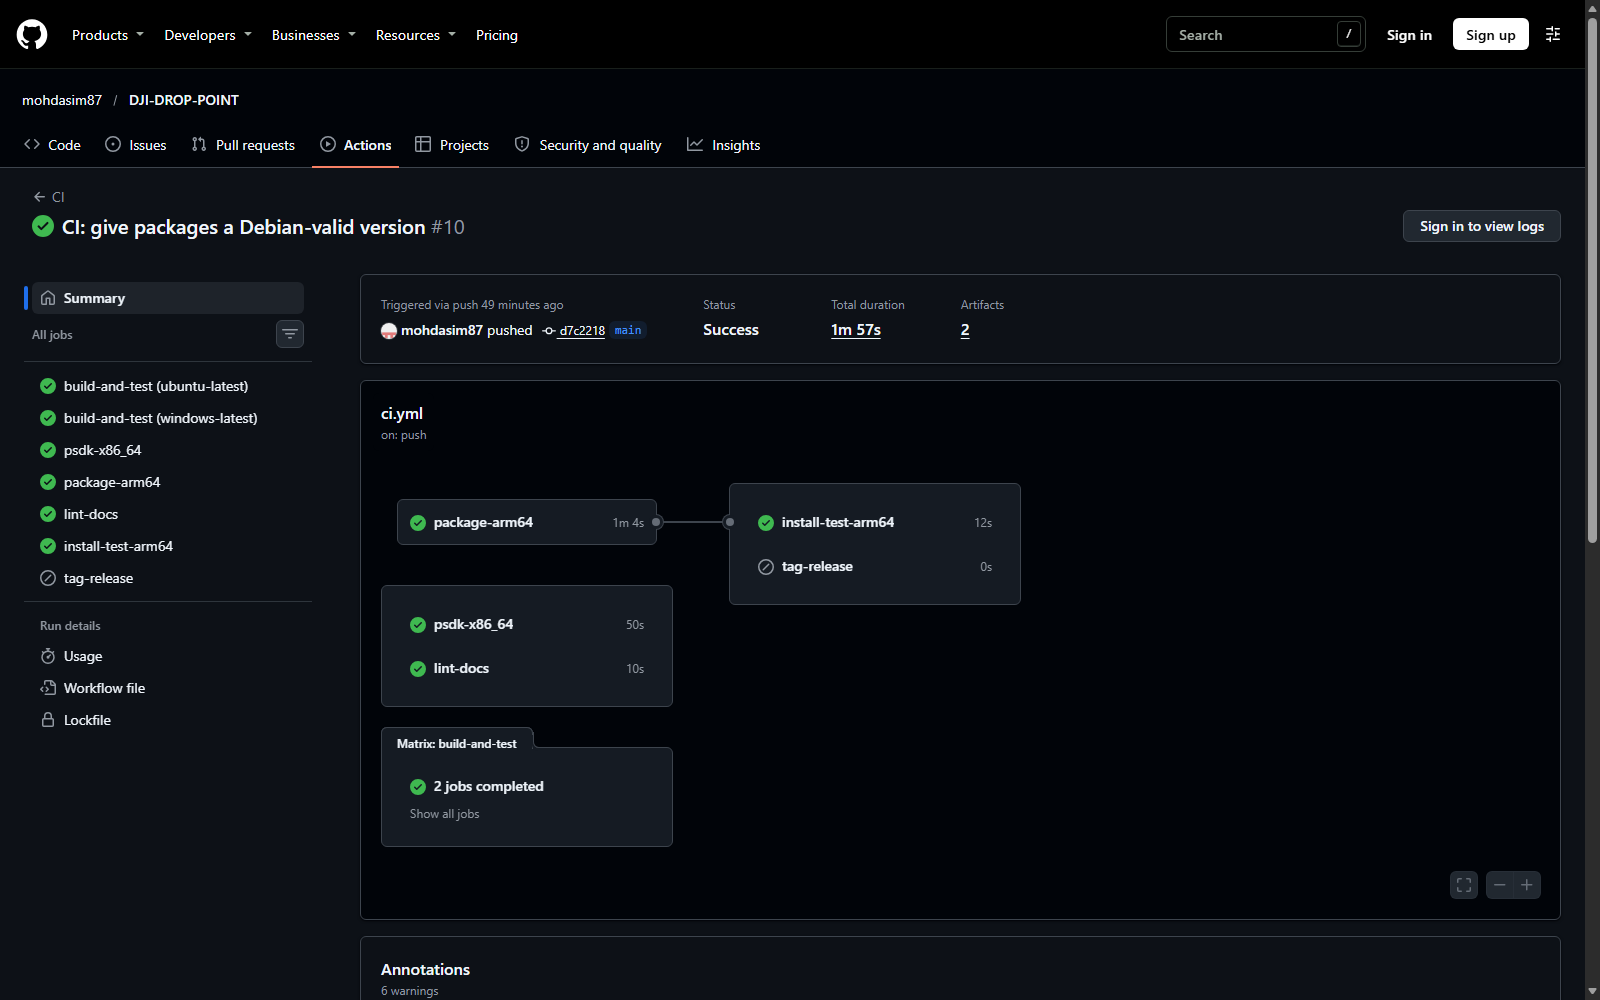 Products Developers Businesses Resources Pricing Search / Sign in Sign up
mohdasim87 / DJI-DROP-POINT
Code Issues Pull requests Actions Projects Security and quality Insights
CI
CI: give packages a Debian-valid version #10
Sign in to view logs
Summary
All jobs
build-and-test (ubuntu-latest)
build-and-test (windows-latest)
psdk-x86_64
package-arm64
lint-docs
install-test-arm64
tag-release
Run details
Usage
Workflow file
Lockfile
Triggered via push 49 minutes ago
mohdasim87 pushed d7c2218 main
Status
Success
Total duration
1m 57s
Artifacts
2
ci.yml
on: push
package-arm64 1m 4s
install-test-arm64 12s
tag-release 0s
psdk-x86_64 50s
lint-docs 10s
Matrix: build-and-test
2 jobs completed
Show all jobs
Annotations
6 warnings